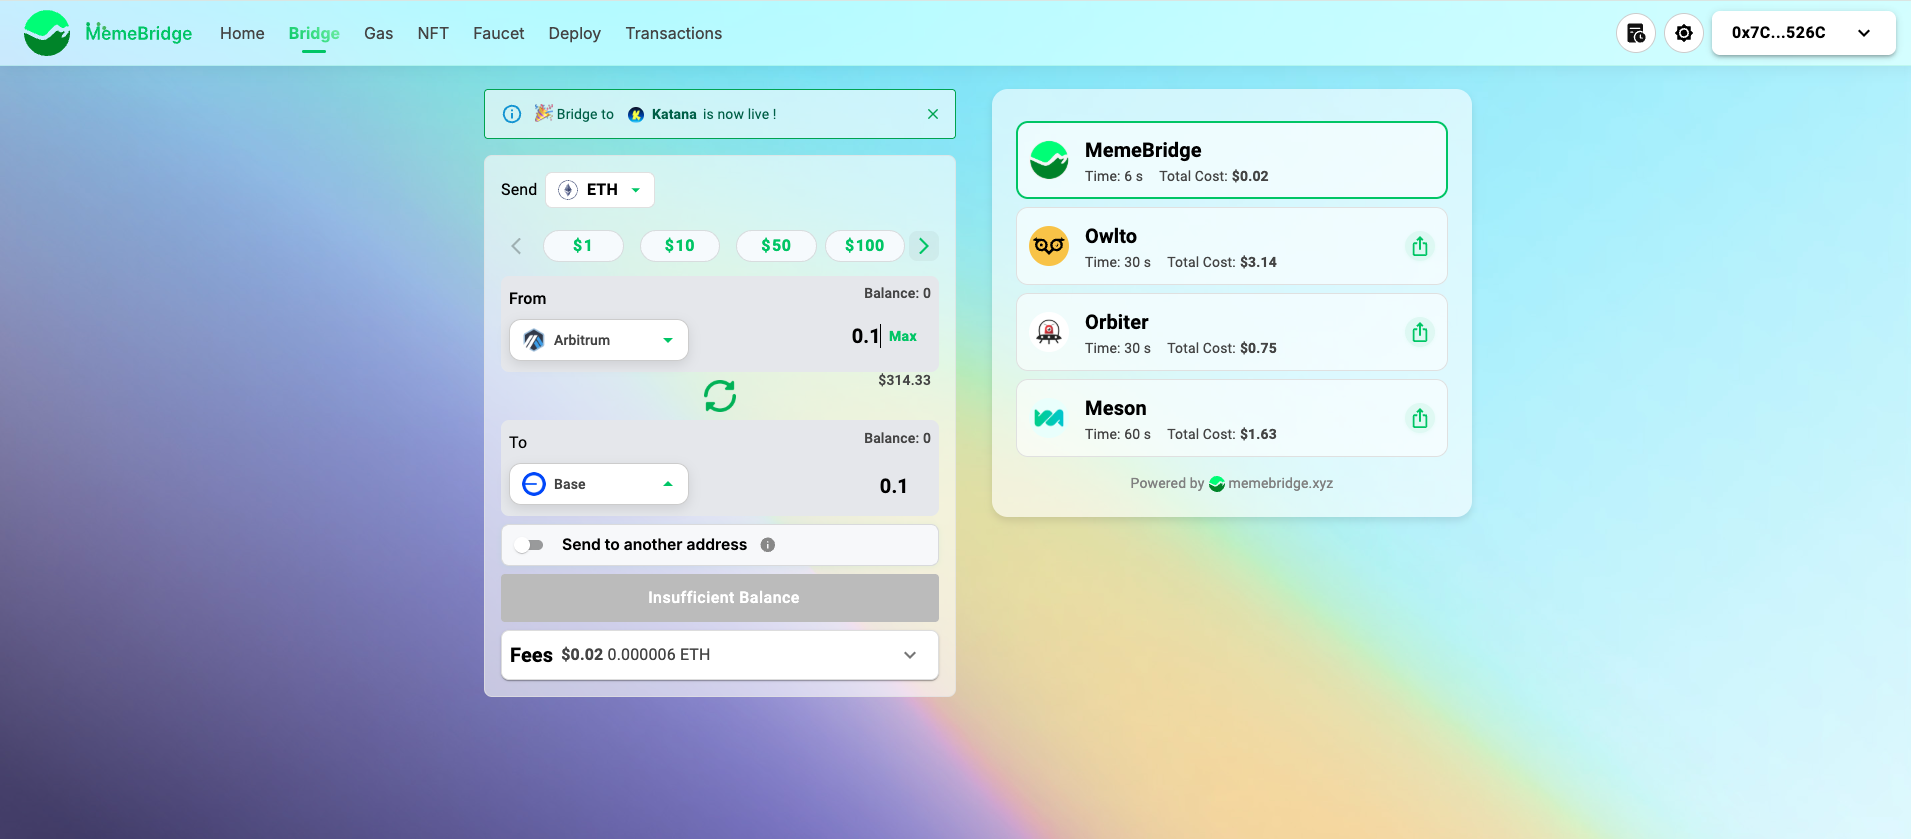 MemeBridge
Home
Bridge
Gas
NFT
Faucet
Deploy
Transactions
0x7C...526C
Bridge to Katana is now live !
Send
ETH
$1
$10
$50
$100
From
Balance: 0
Arbitrum
0.1
Max
$314.33
To
Balance: 0
Base
0.1
Send to another address
Insufficient Balance
Fees $0.02 0.000006 ETH
MemeBridge
Time: 6 s Total Cost: $0.02
Owlto
Time: 30 s Total Cost: $3.14
Orbiter
Time: 30 s Total Cost: $0.75
Meson
Time: 60 s Total Cost: $1.63
Powered by memebridge.xyz